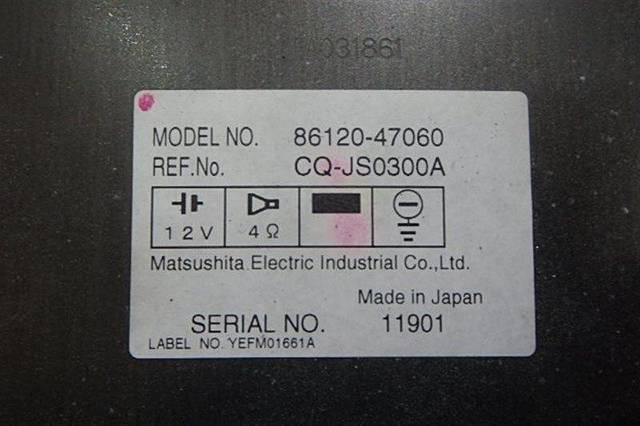 A031861
MODEL NO. 86120-47060
REF.No. CQ-JS0300A
12V 4Ω
Matsushita Electric Industrial Co.,Ltd.
Made in Japan
SERIAL NO. 11901
LABEL NO. YEFM01661A